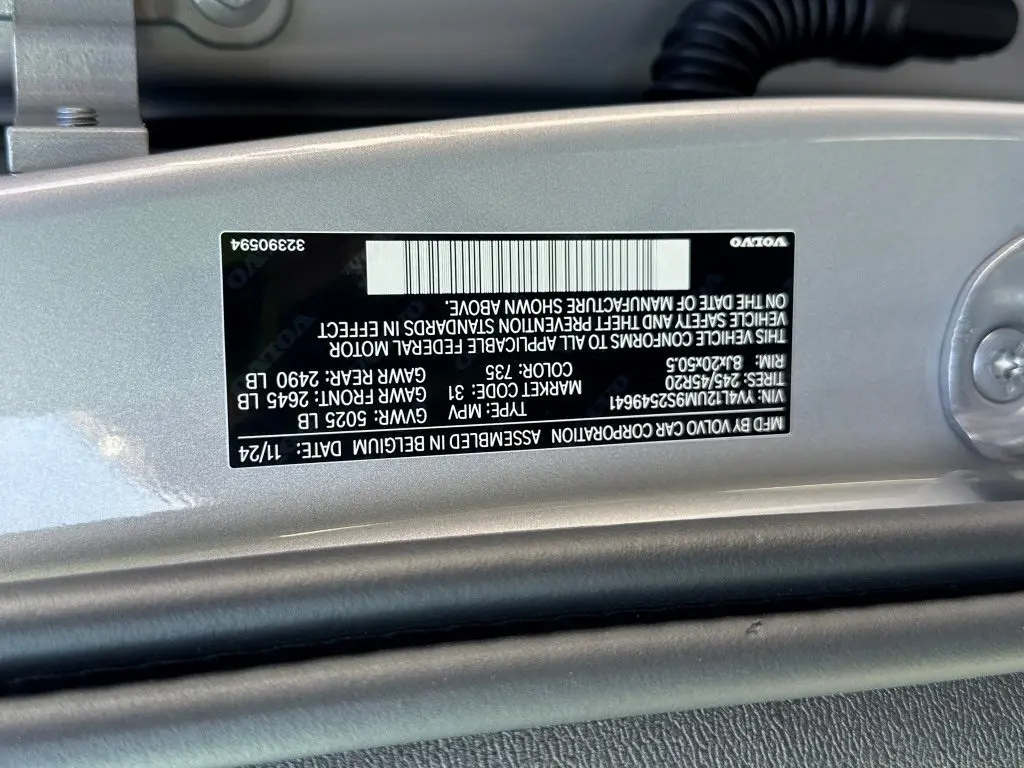 MFD BY VOLVO CAR CORPORATION ASSEMBLED IN BELGIUM DATE: 11/24
VIN: YV4L12UM9S2549641 TYPE: MPV GVWR: 5025 LB
TIRES: 245/45R20 MARKET CODE: 31 GAWR FRONT: 2645 LB
RIM: 8Jx20x50.5 COLOR: 735 GAWR REAR: 2490 LB
THIS VEHICLE CONFORMS TO ALL APPLICABLE FEDERAL MOTOR
VEHICLE SAFETY AND THEFT PREVENTION STANDARDS IN EFFECT
ON THE DATE OF MANUFACTURE SHOWN ABOVE.
VOLVO 32390594